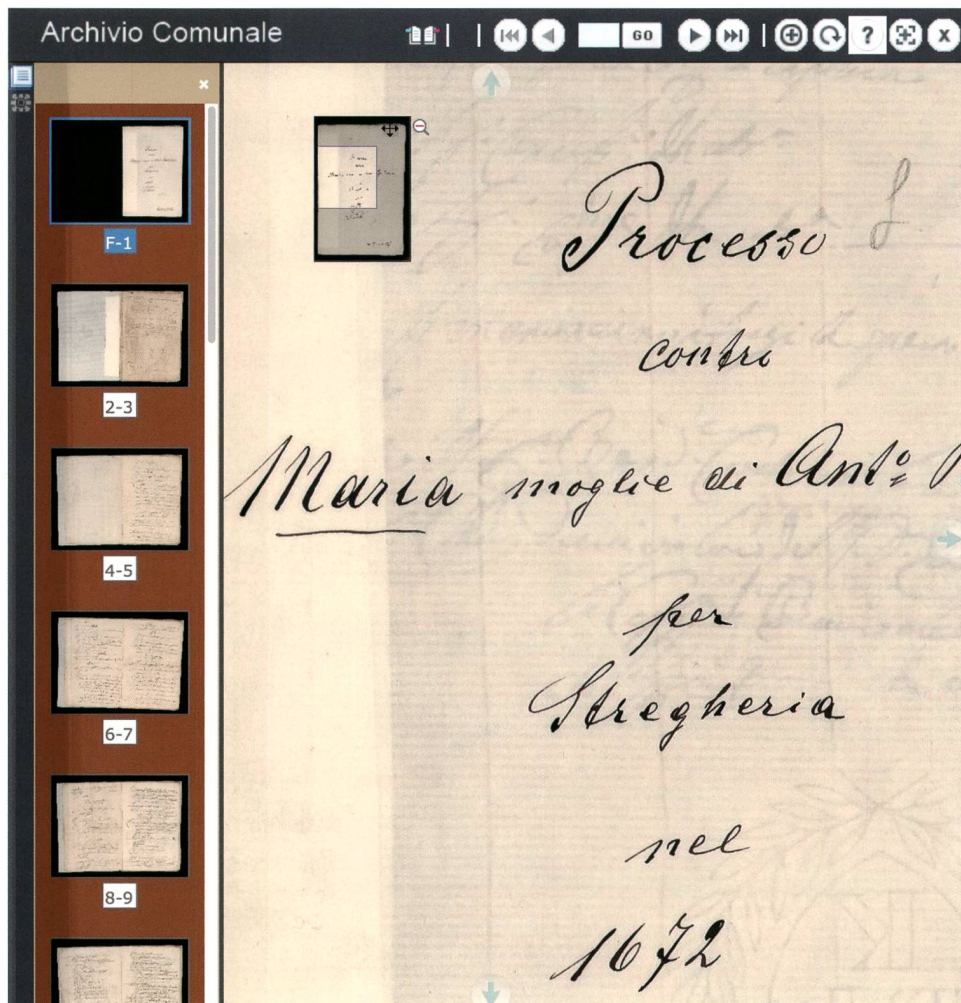 Archivio Comunale
GO
?
x
F-1
2-3
4-5
6-7
8-9
Processo
contro
Maria moglie di Ant.º
per
Stregheria
nel
1672